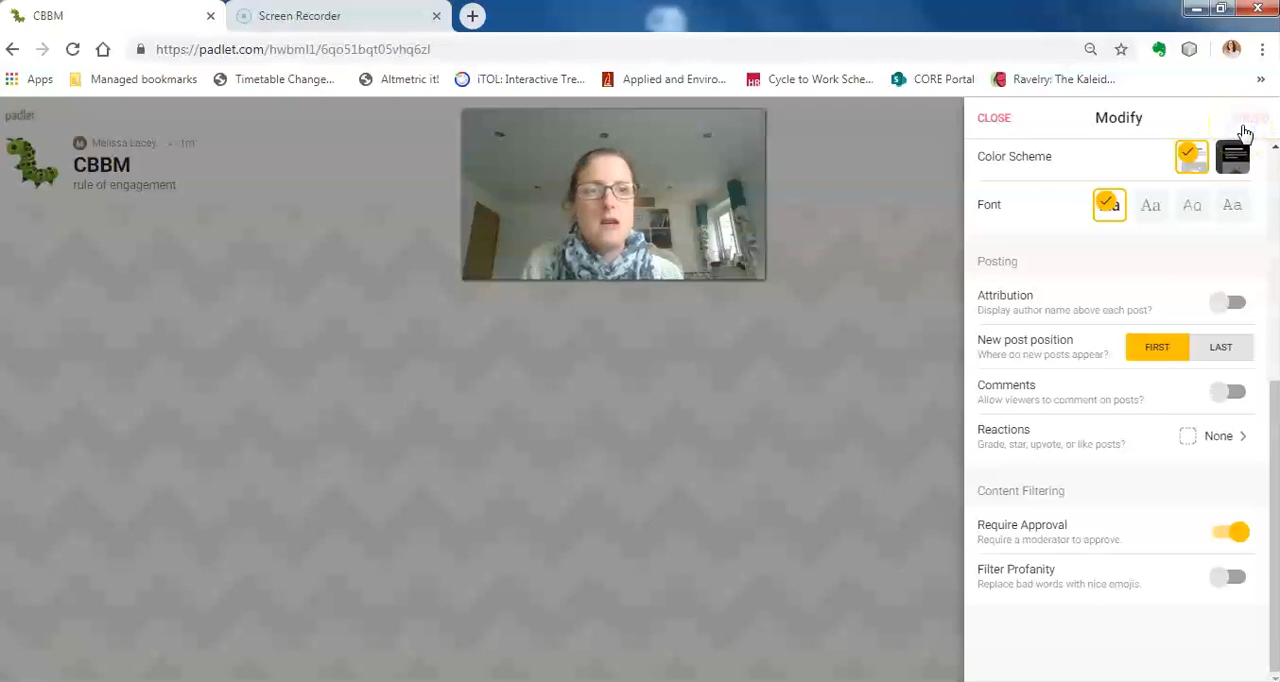 CBBM
Screen Recorder
https://padlet.com/hwbml1/6qo51bqt05vhq6zl
Apps Managed bookmarks Timetable Change... Altmetric it! iTOL: Interactive Tre... Applied and Enviro... Cycle to Work Sche... CORE Portal Ravelry: The Kaleid... »
padlet
Melissa Lacey · 1m
CBBM
rule of engagement
CLOSE Modify
Color Scheme
Font Aa Aa Aa
Posting
Attribution
Display author name above each post?
New post position
Where do new posts appear?
FIRST LAST
Comments
Allow viewers to comment on posts?
Reactions
Grade, star, upvote, or like posts?
None
Content Filtering
Require Approval
Require a moderator to approve.
Filter Profanity
Replace bad words with nice emojis.